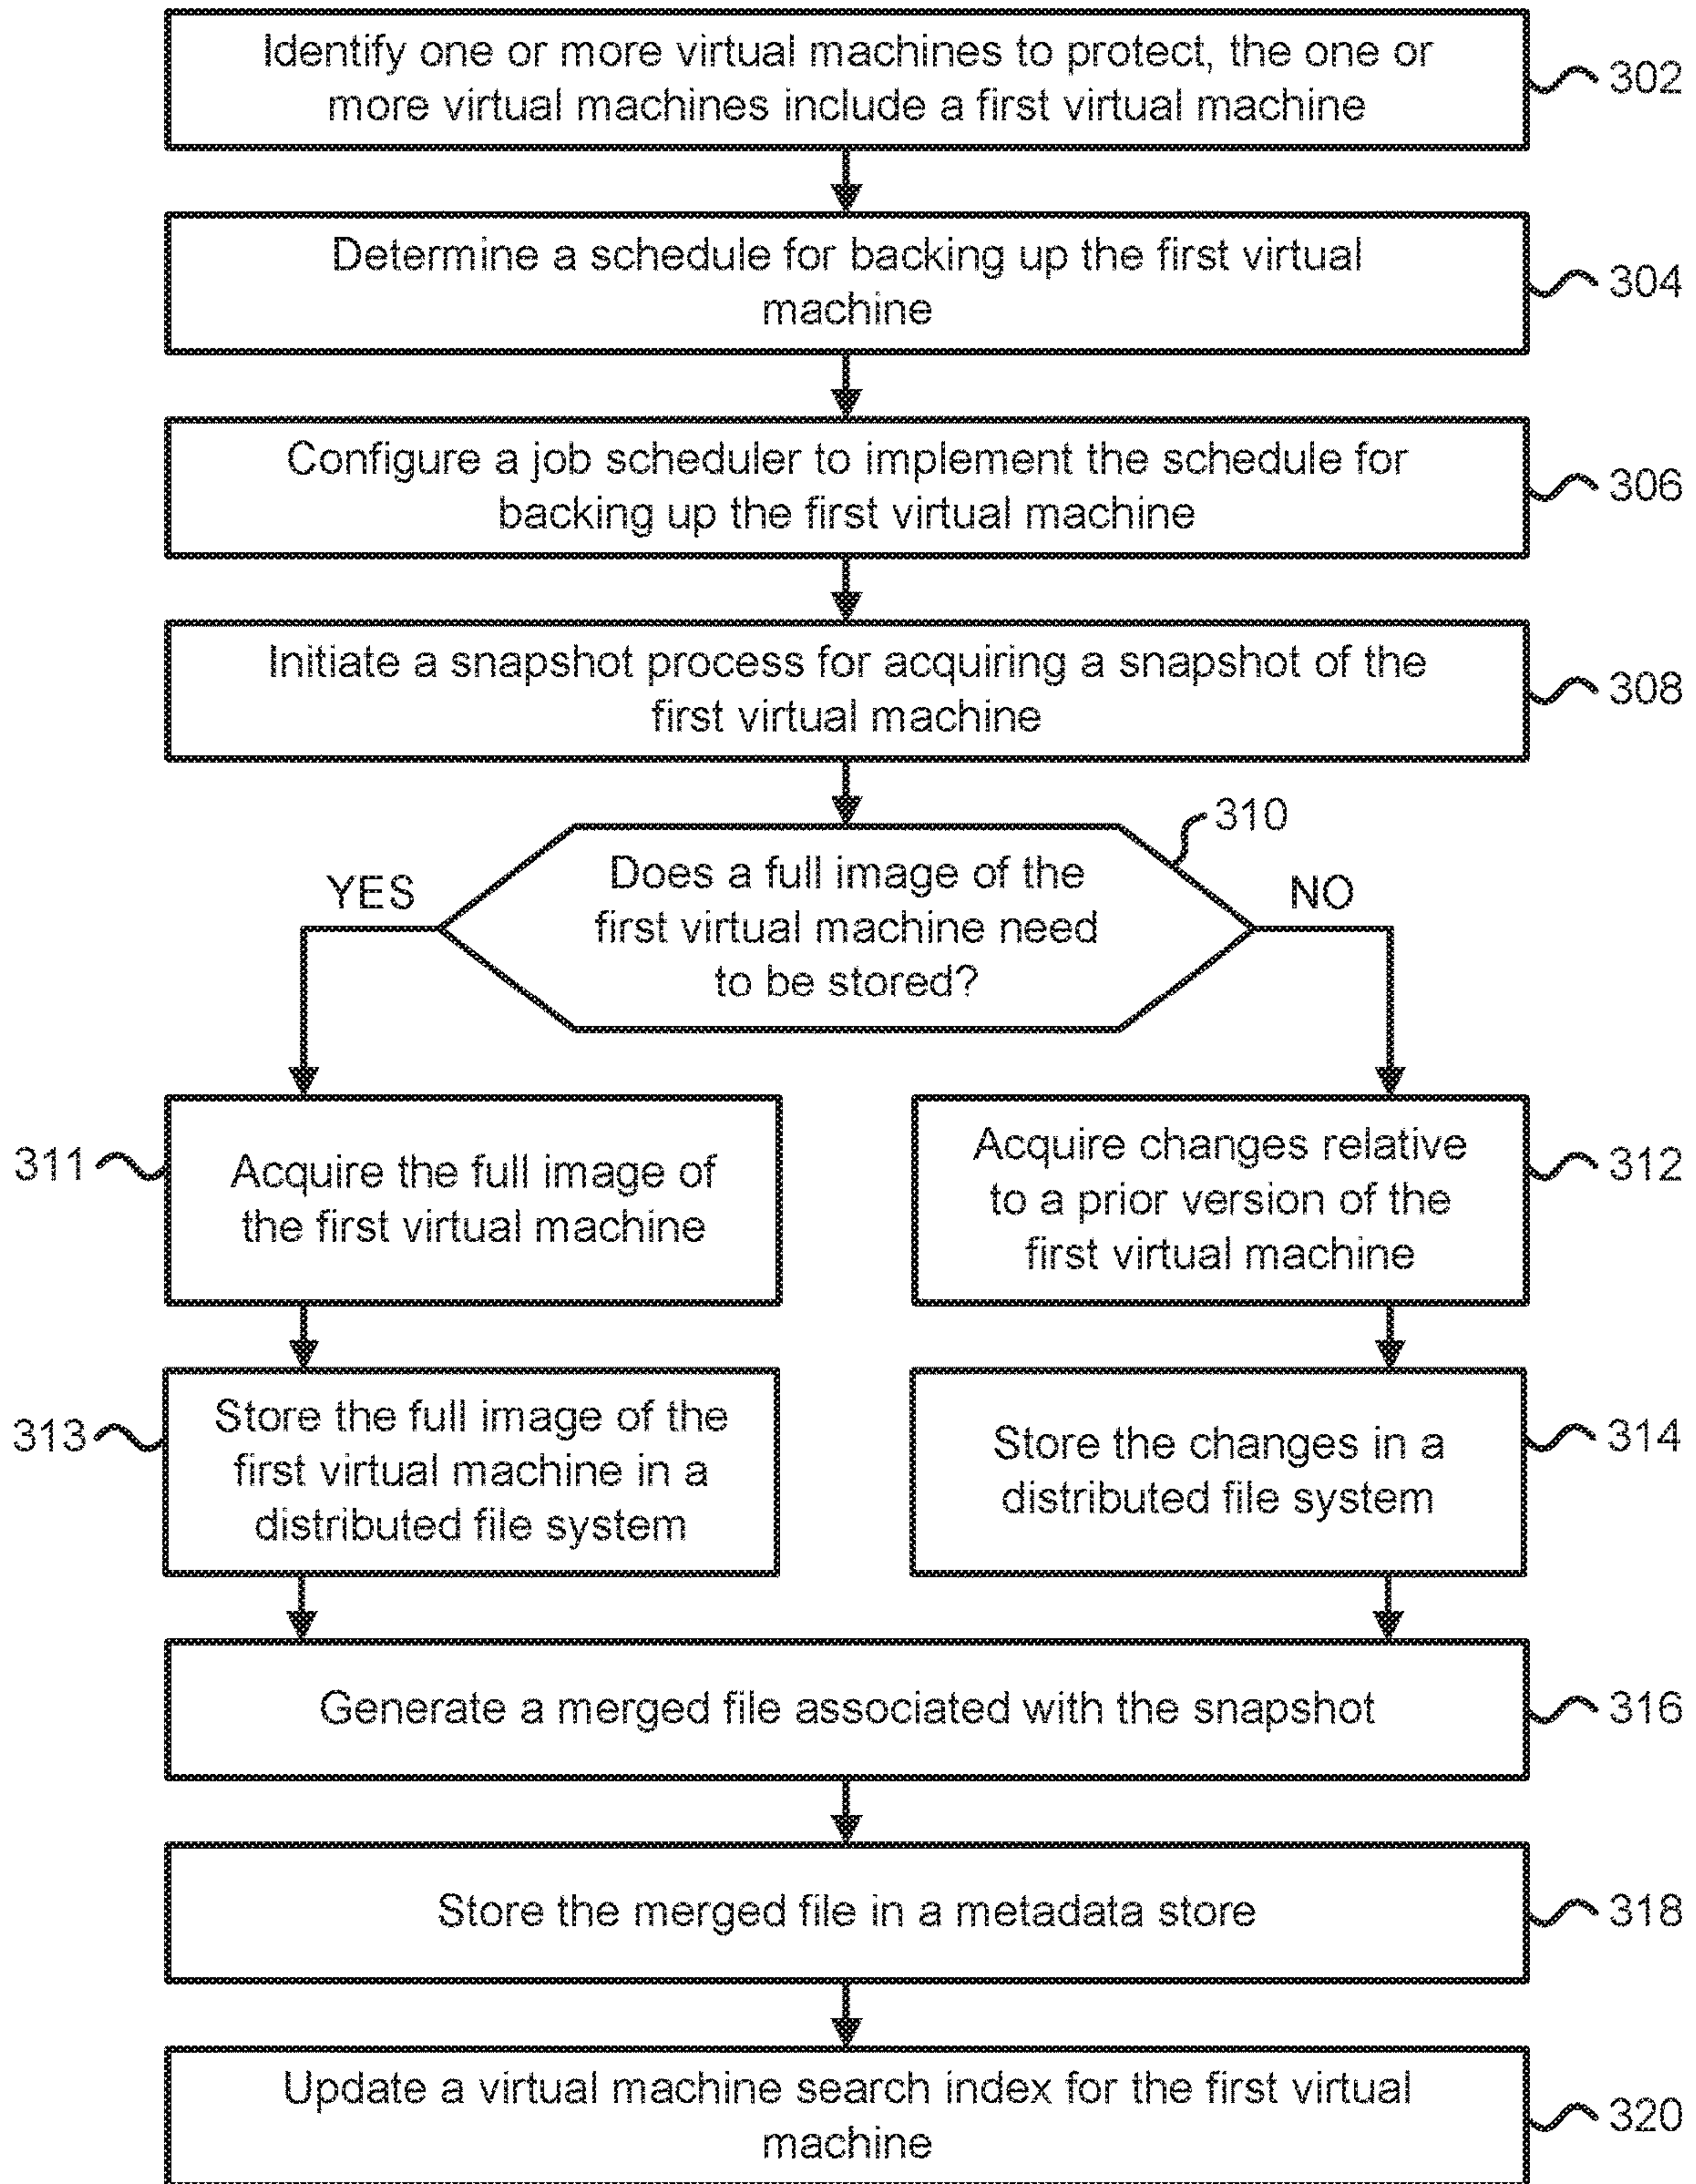 Identify one or more virtual machines to protect, the one or
more virtual machines include a first virtual machine
302
Determine a schedule for backing up the first virtual
machine
304
Configure a job scheduler to implement the schedule for
backing up the first virtual machine
306
Initiate a snapshot process for acquiring a snapshot of the
first virtual machine
308
310
YES
Does a full image of the
first virtual machine need
to be stored?
NO
311
Acquire the full image of
the first virtual machine
Acquire changes relative
to a prior version of the
first virtual machine
312
313
Store the full image of the
first virtual machine in a
distributed file system
Store the changes in a
distributed file system
314
Generate a merged file associated with the snapshot
316
Store the merged file in a metadata store
318
Update a virtual machine search index for the first virtual
machine
320